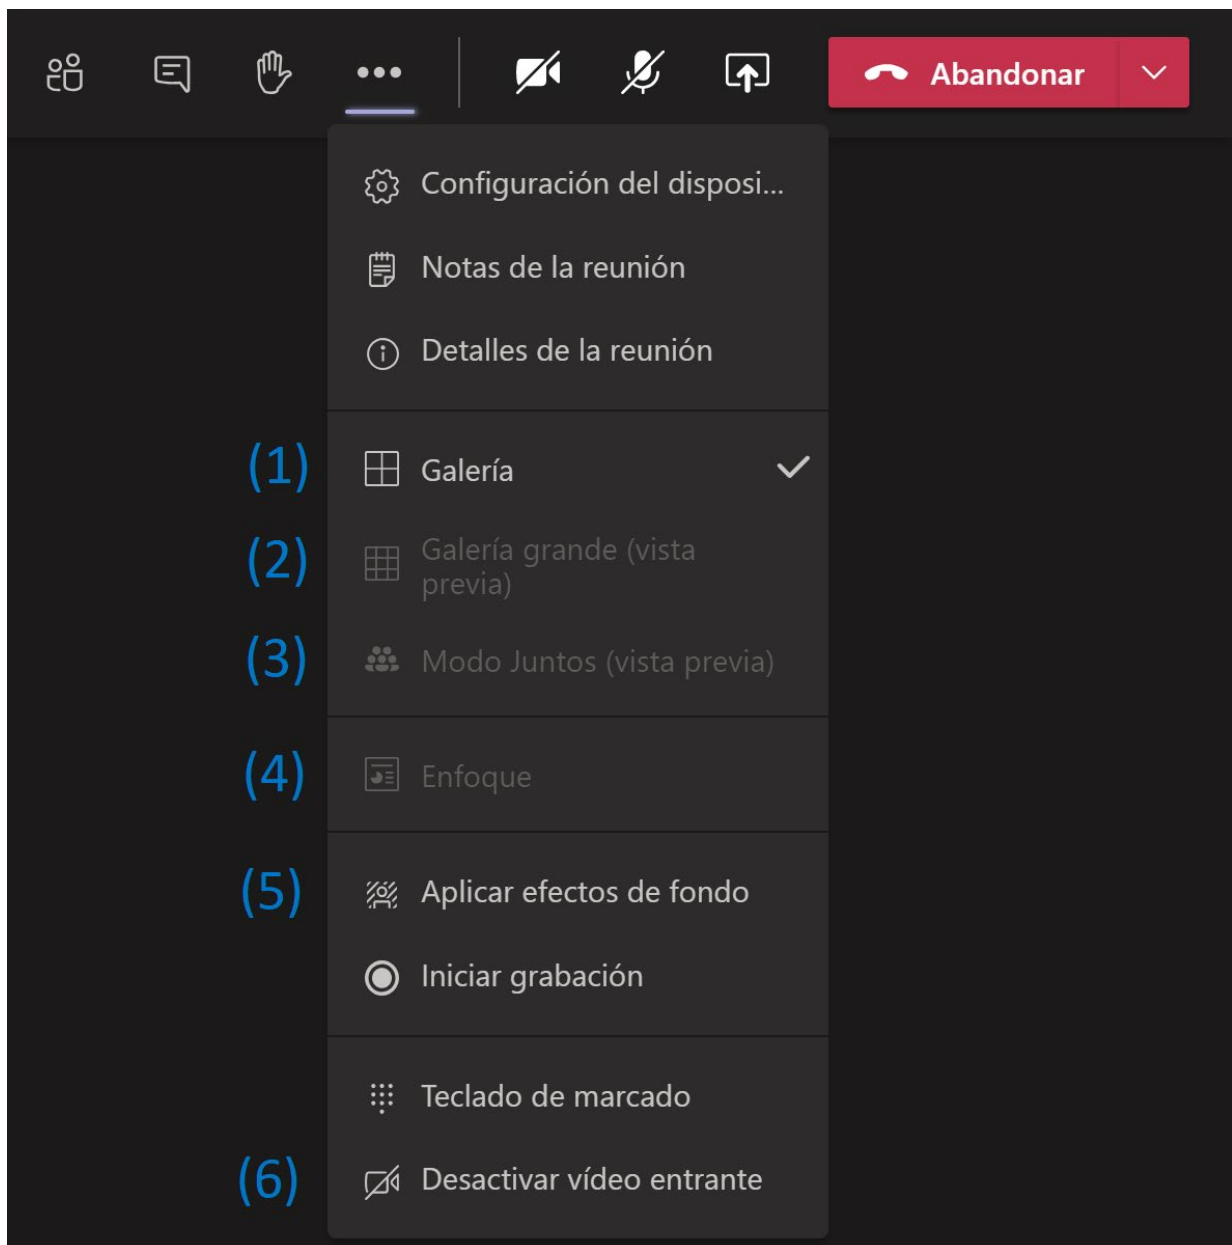 Abandonar
Configuración del disposi...
Notas de la reunión
Detalles de la reunión
(1) Galería
(2) Galería grande (vista
previa)
(3) Modo Juntos (vista previa)
(4) Enfoque
(5) Aplicar efectos de fondo
Iniciar grabación
Teclado de marcado
(6) Desactivar vídeo entrante